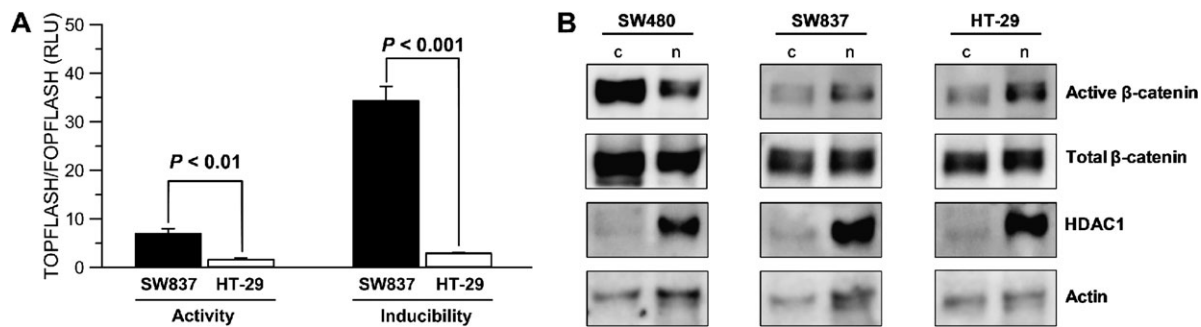 A
TOPFLASH/FOPFLASH (RLU)
50
40
30
20
10
0
P < 0.01
P < 0.001
SW837 HT-29 SW837 HT-29
Activity Inducibility
B
SW480 SW837 HT-29
c n c n c n
Active β-catenin
Total β-catenin
HDAC1
Actin